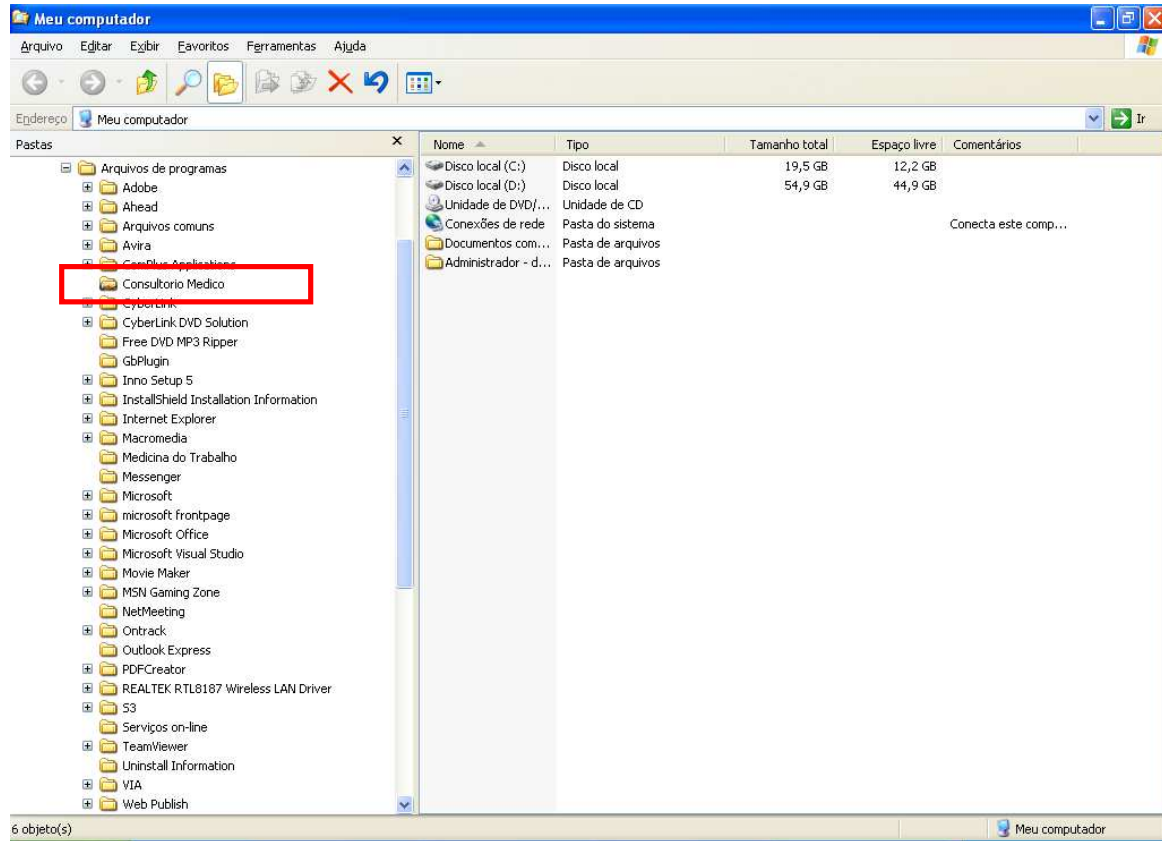 Meu computador
Arquivo Editar Exibir Favoritos Ferramentas Ajuda
Endereço Meu computador Ir
Pastas
Arquivos de programas
Adobe
Ahead
Arquivos comuns
Avira
ComPlus Applications
Consultorio Medico
CyberLink
CyberLink DVD Solution
Free DVD MP3 Ripper
GbPlugin
Inno Setup 5
InstallShield Installation Information
Internet Explorer
Macromedia
Medicina do Trabalho
Messenger
Microsoft
microsoft frontpage
Microsoft Office
Microsoft Visual Studio
Movie Maker
MSN Gaming Zone
NetMeeting
Ontrack
Outlook Express
PDFCreator
REALTEK RTL8187 Wireless LAN Driver
S3
Serviços on-line
TeamViewer
Uninstall Information
VIA
Web Publish
Nome Tipo Tamanho total Espaço livre Comentários
Disco local (C:) Disco local 19,5 GB 12,2 GB
Disco local (D:) Disco local 54,9 GB 44,9 GB
Unidade de DVD/... Unidade de CD
Conexões de rede Pasta do sistema Conecta este comp...
Documentos com... Pasta de arquivos
Administrador - d... Pasta de arquivos
6 objeto(s) Meu computador